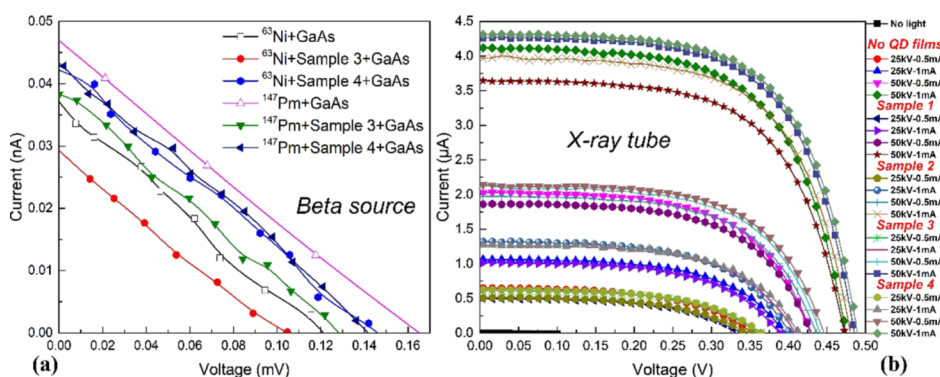 0.05
0.04
0.03
0.02
0.01
0.00
Current (nA)
0.00 0.02 0.04 0.06 0.08 0.10 0.12 0.14 0.16
Voltage (mV)
(a)
⁶³Ni+GaAs
⁶³Ni+Sample 3+GaAs
⁶³Ni+Sample 4+GaAs
¹⁴⁷Pm+GaAs
¹⁴⁷Pm+Sample 3+GaAs
¹⁴⁷Pm+Sample 4+GaAs
Beta source
4.5
4.0
3.5
3.0
2.5
2.0
1.5
1.0
0.5
0.0
Current (μA)
0.00 0.05 0.10 0.15 0.20 0.25 0.30 0.35 0.40 0.45 0.50
Voltage (V)
(b)
X-ray tube
No light
No QD films
25kV-0.5mA
25kV-1mA
50kV-0.5mA
50kV-1mA
Sample 1
25kV-0.5mA
25kV-1mA
50kV-0.5mA
50kV-1mA
Sample 2
25kV-0.5mA
25kV-1mA
50kV-0.5mA
50kV-1mA
Sample 3
25kV-0.5mA
25kV-1mA
50kV-0.5mA
50kV-1mA
Sample 4
25kV-0.5mA
25kV-1mA
50kV-0.5mA
50kV-1mA